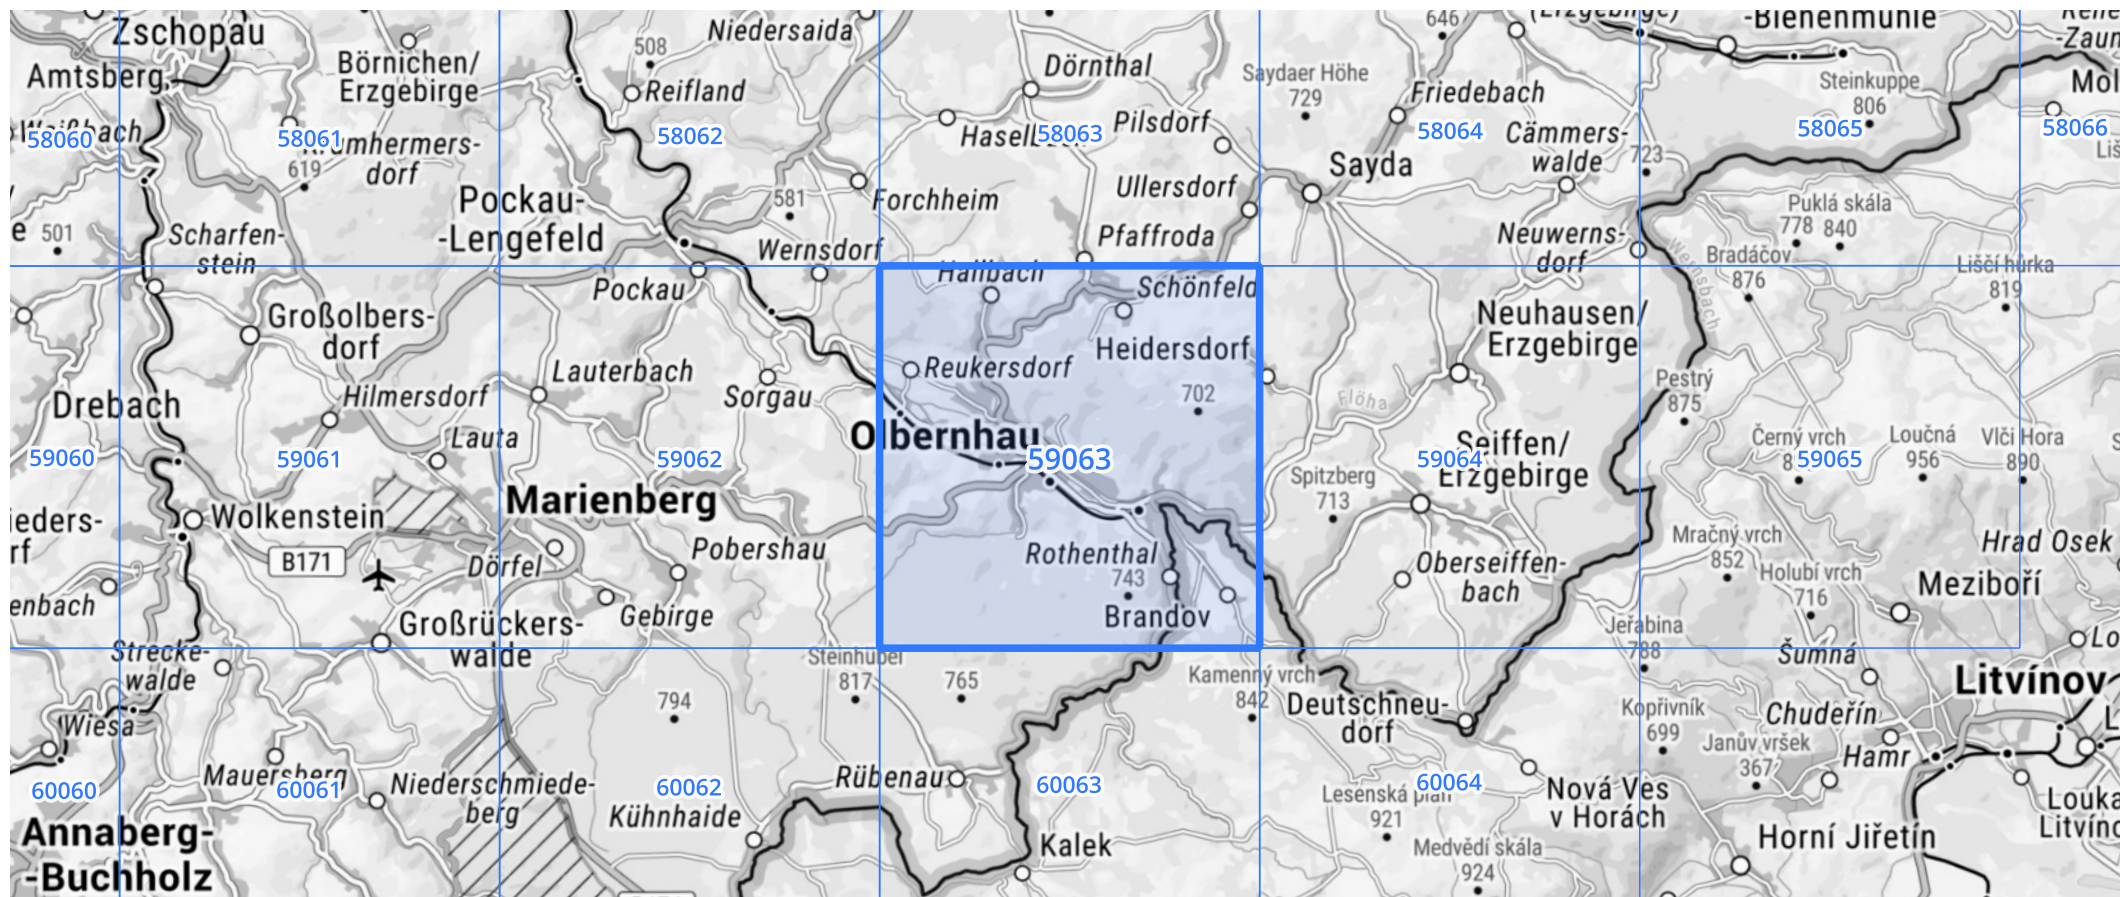 Zschopau
Niedersaida
646
(Erzgebirge)
-Bienenmühle
Amtsberg
Börnichen/
Erzgebirge
508
Reifland
Dörnthal
Saydaer Höhe
729
Friedebach
Steinkuppe
806
58060
58061
619
dorf
58062
58063
Pilsdorf
58064
Cämmers-
walde
723
58065
58066
Pockau-
-Lengefeld
581
Forchheim
Ullersdorf
Sayda
Puklá skála
778
840
501
Scharfen-
stein
Wernsdorf
Pfaffroda
Neuwerns-
dorf
Wernsbach
Bradáčov
876
Liščí hůrka
819
Pockau
Hallbach
Schönfeld
Großolbers-
dorf
Heidersdorf
Neuhausen/
Erzgebirge
Drebach
Hilmersdorf
Lauterbach
Sorgau
Reukersdorf
702
Flöha
Pestrý
875
Lauta
Olbernhau
59060
59061
59062
59063
59064
Seiffen/
Erzgebirge
Černý vrch
59065
Loučná
956
Vlčí Hora
890
Wolkenstein
Marienberg
Spitzberg
713
B171
Dörfel
Pobershau
Rothenthal
743
Oberseiffen-
bach
Mračný vrch
852
Holubí vrch
716
Hrad Osek
Meziboří
Gebirge
Großrückers-
walde
Brandov
Jeřabina
788
Šumná
Strecke-
walde
Steinhübel
817
765
Kamenný vrch
842
Litvínov
Wiesa
794
Deutschneu-
dorf
Kopřivník
699
Chudeřín
Janův vršek
367
Hamr
Mauersberg
Niederschmiede-
berg
60060
60061
60062
Kühnhaide
Rübenau
60063
60064
921
Nová Ves
v Horách
Annaberg-
-Buchholz
Kalek
Medvědí skála
924
Horní Jiřetín